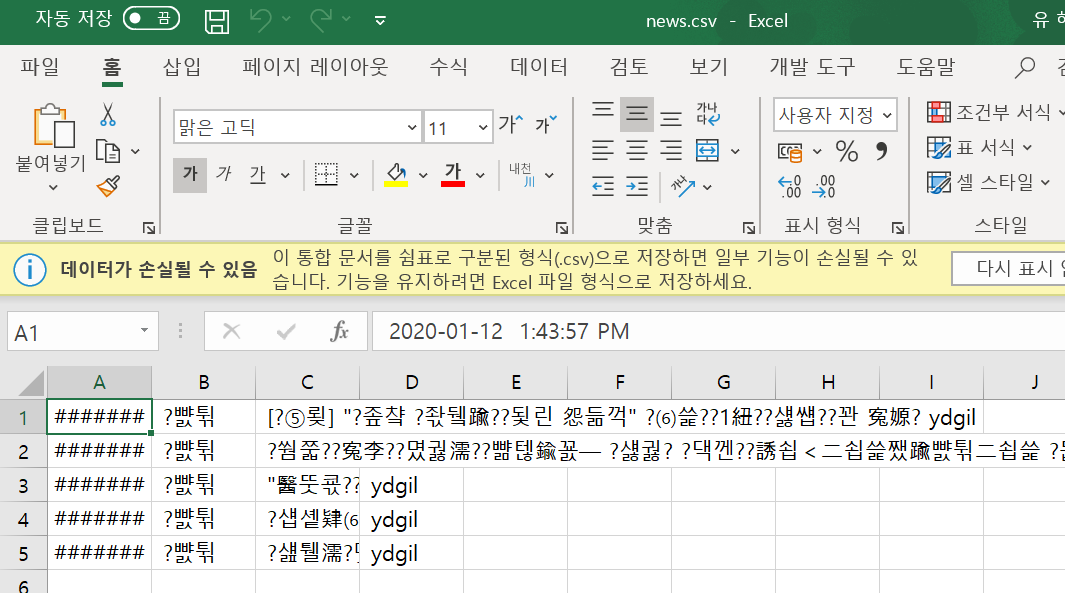 자동 저장 끔 news.csv - Excel 유
파일 홈 삽입 페이지 레이아웃 수식 데이터 검토 보기 개발 도구 도움말
붙여넣기
맑은 고딕 11 가 가
가 가 가 가 내천
가나다
사용자 지정
% 9
조건부 서식
표 서식
셀 스타일
클립보드 글꼴 맞춤 표시 형식 스타일
데이터가 손실될 수 있음 이 통합 문서를 쉼표로 구분된 형식(.csv)으로 저장하면 일부 기능이 손실될 수 있
습니다. 기능을 유지하려면 Excel 파일 형식으로 저장하세요. 다시 표시
A1 fx 2020-01-12 1:43:57 PM
A B C D E F G H I J
1 ####### ydgil
2 #######
3 ####### ydgil
4 ####### ydgil
5 ####### ydgil
6